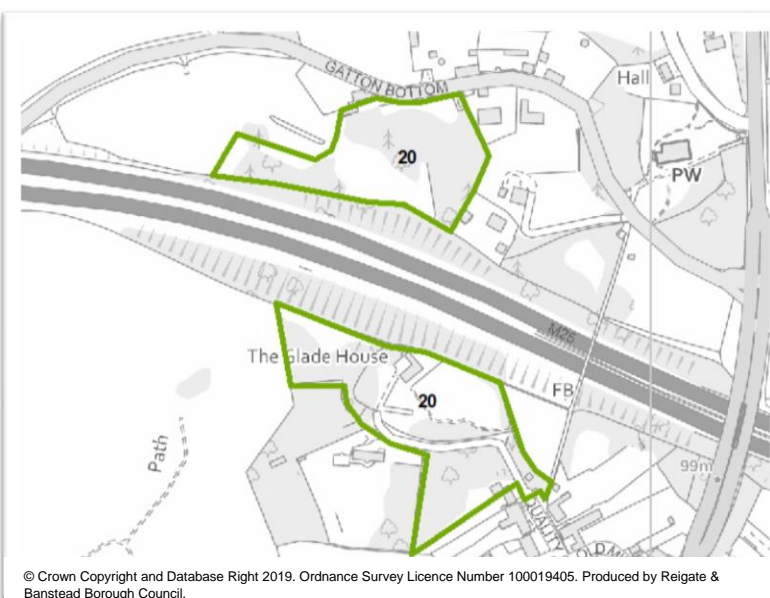 GATTON BOTTOM
Hall
20
PW
M25
The Glade House
FB
20
Path
99m
QUALITY
© Crown Copyright and Database Right 2019. Ordnance Survey Licence Number 100019405. Produced by Reigate &
Banstead Borough Council.